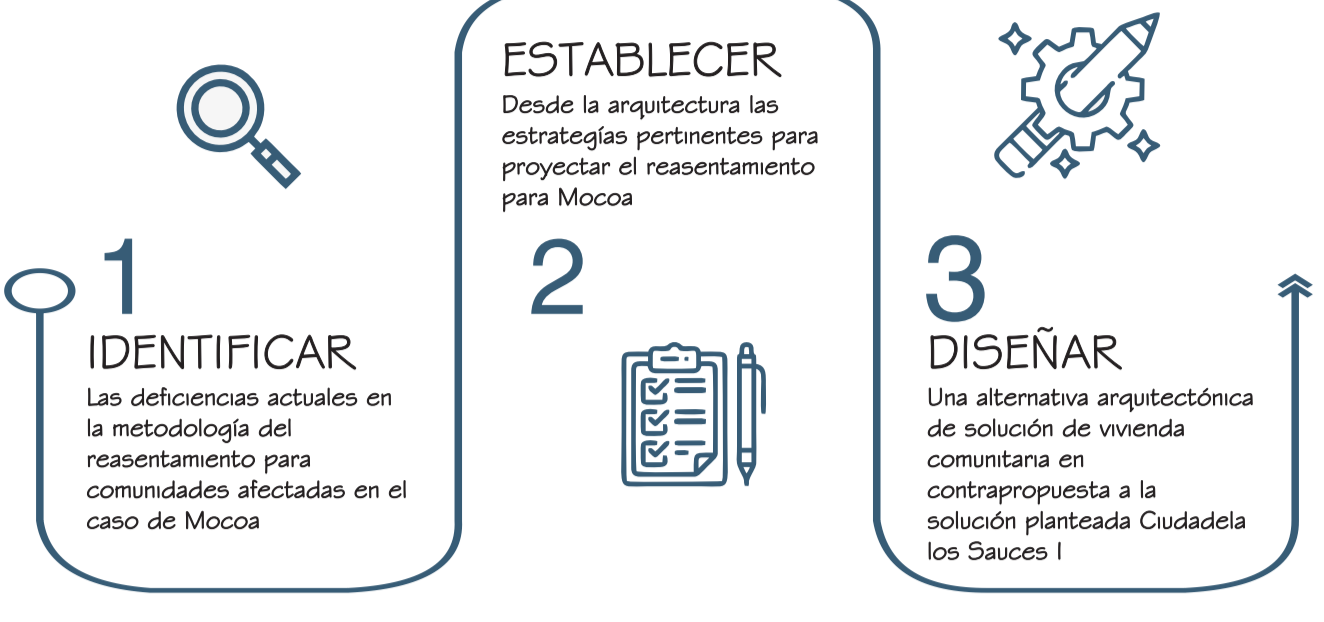 1
IDENTIFICAR
Las deficiencias actuales en
la metodología del
reasentamiento para
comunidades afectadas en el
caso de Mocoa
ESTABLECER
Desde la arquitectura las
estrategías pertinentes para
proyectar el reasentamiento
para Mocoa
2
3
DISEÑAR
Una alternativa arquitectónica
de solución de vivienda
comunitaria en
contrapropuesta a la
solución planteada Ciudadela
los Sauces I